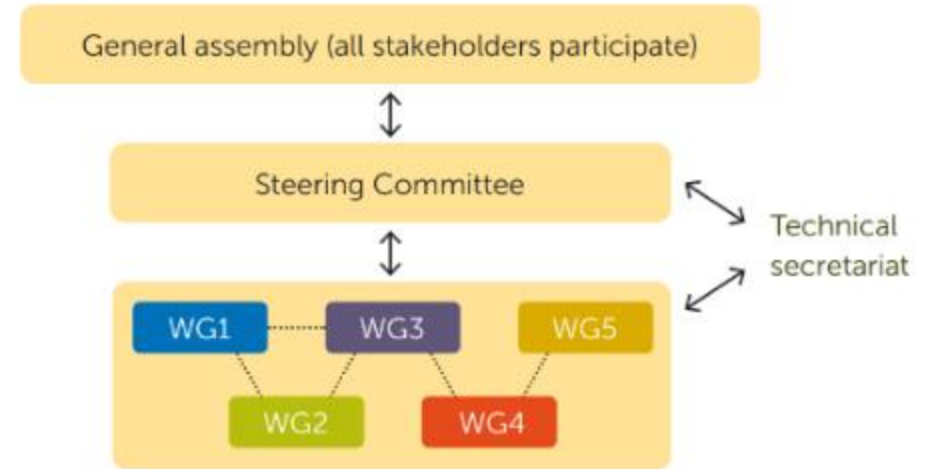 General assembly (all stakeholders participate)
Steering Committee
Technical
secretariat
WG1
WG3
WG5
WG2
WG4